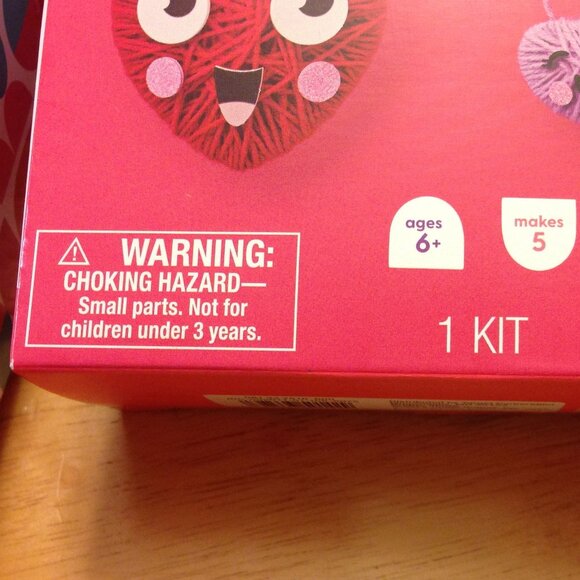 WARNING:
CHOKING HAZARD—
Small parts. Not for
children under 3 years.
ages
6+
makes
5
1 KIT